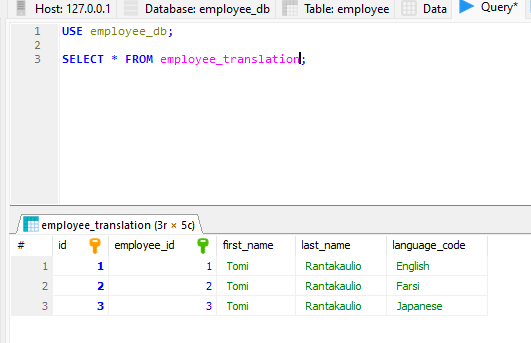 Host: 127.0.0.1 Database: employee_db Table: employee Data Query*
1 USE employee_db;
2
3 SELECT * FROM employee_translation;
employee_translation (3r × 5c)
# id employee_id first_name last_name language_code
1 1 1 Tomi Rantakaulio English
2 2 2 Tomi Rantakaulio Farsi
3 3 3 Tomi Rantakaulio Japanese